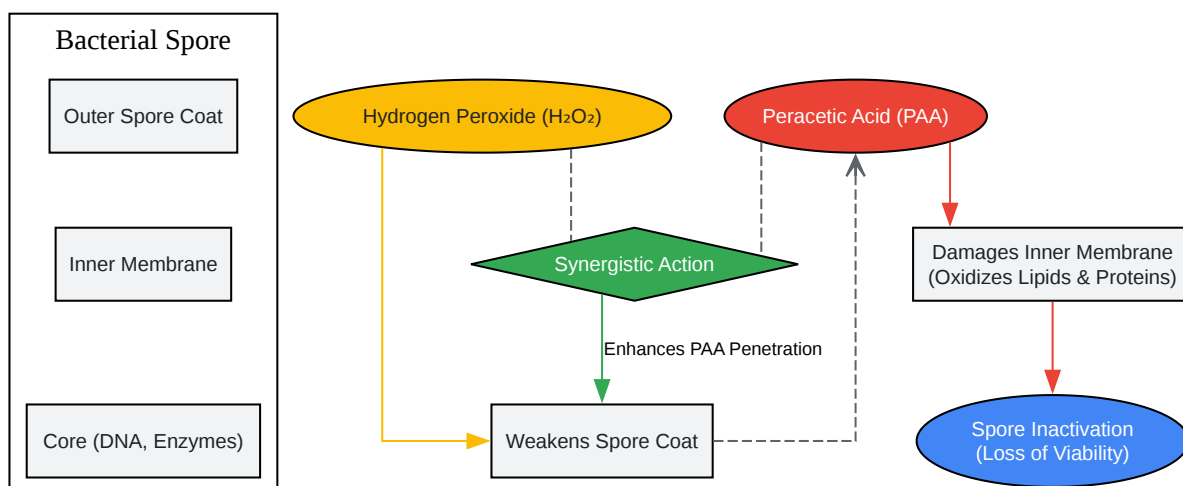 Bacterial Spore
Outer Spore Coat
Hydrogen Peroxide (H₂O₂)
Peracetic Acid (PAA)
Inner Membrane
Synergistic Action
Damages Inner Membrane
(Oxidizes Lipids & Proteins)
Enhances PAA Penetration
Core (DNA, Enzymes)
Weakens Spore Coat
Spore Inactivation
(Loss of Viability)